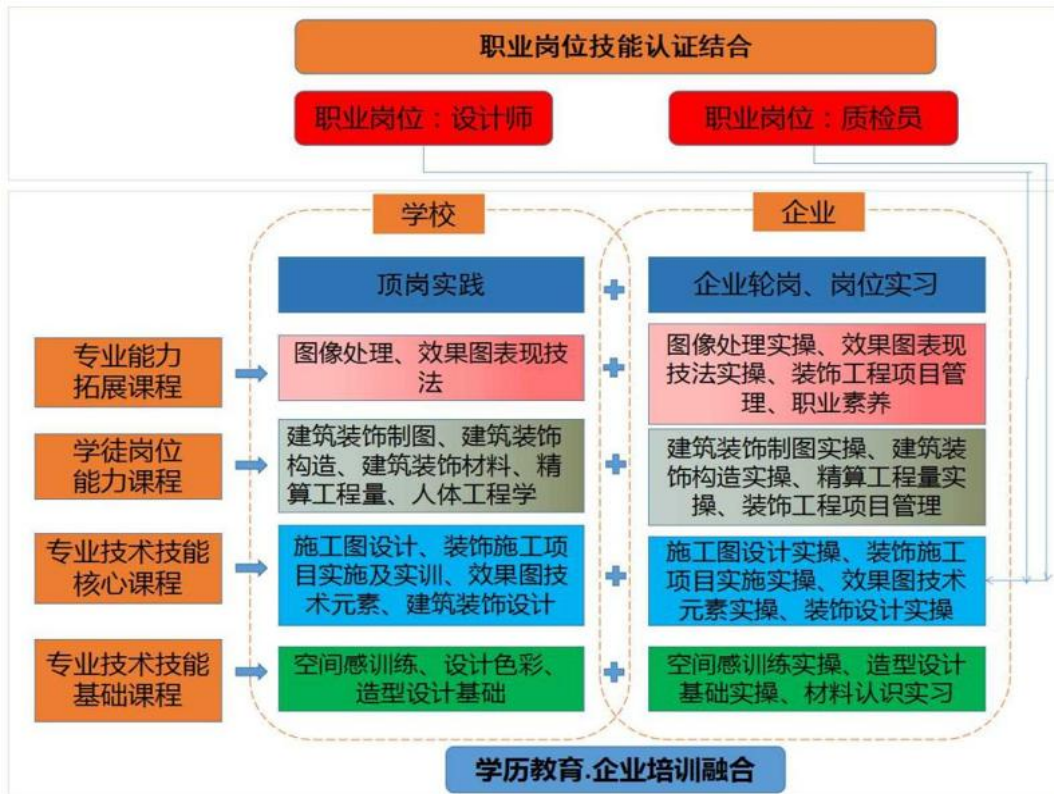 职业岗位技能认证结合
职业岗位：设计师
职业岗位：质检员
学校
企业
顶岗实践
企业轮岗、岗位实习
专业能力
拓展课程
图像处理、效果图表现技
法
图像处理实操、效果图表现
技法实操、装饰工程项目管
理、职业素养
学徒岗位
能力课程
建筑装饰制图、建筑装饰
构造、建筑装饰材料、精
算工程量、人体工程学
建筑装饰制图实操、建筑装
饰构造实操、精算工程量实
操、装饰工程项目管理
专业技术技能
核心课程
施工图设计、装饰施工项
目实施及实训、效果图技
术元素、建筑装饰设计
施工图设计实操、装饰施工
项目实施实操、效果图技术
元素实操、装饰设计实操
专业技术技能
基础课程
空间感训练、设计色彩、
造型设计基础
空间感训练实操、造型设计
基础实操、材料认识实习
学历教育.企业培训融合